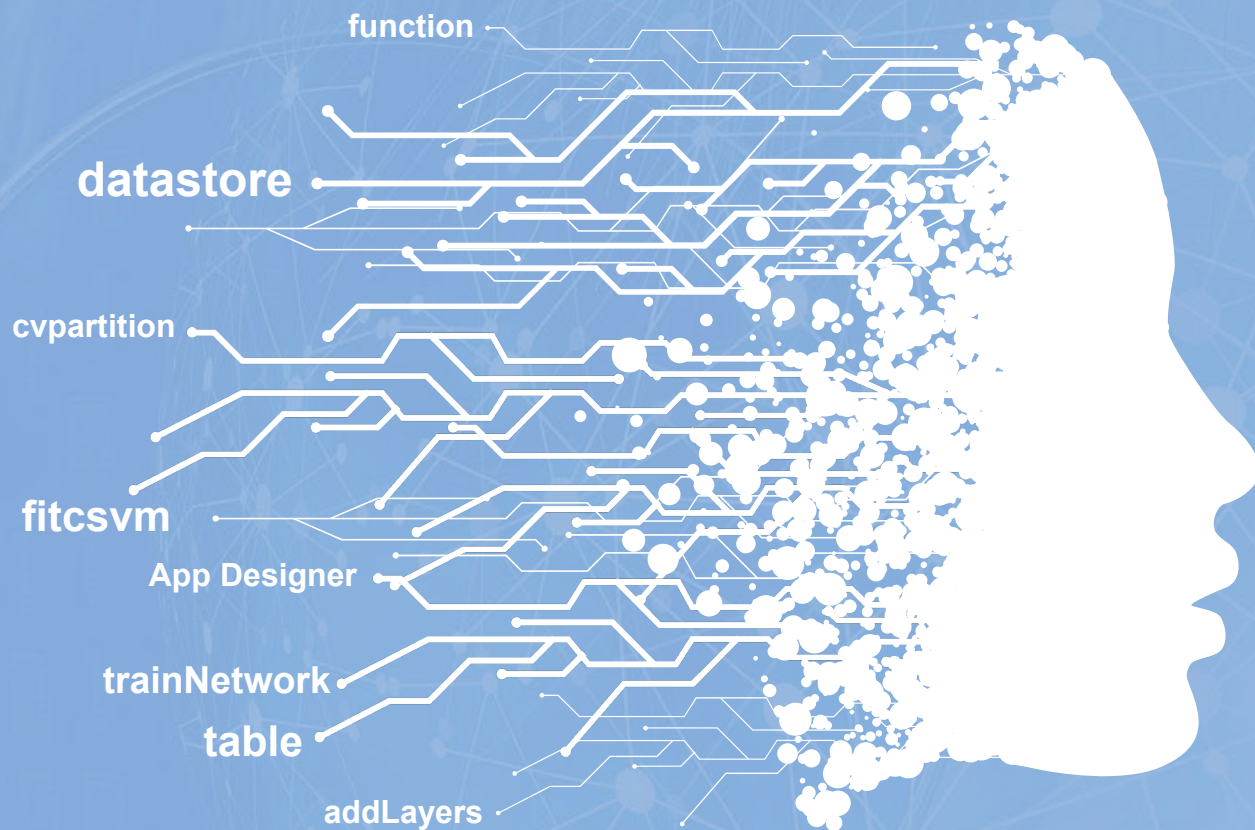 function
datastore
cvpartition
fitcsvm
App Designer
trainNetwork
table
addLayers